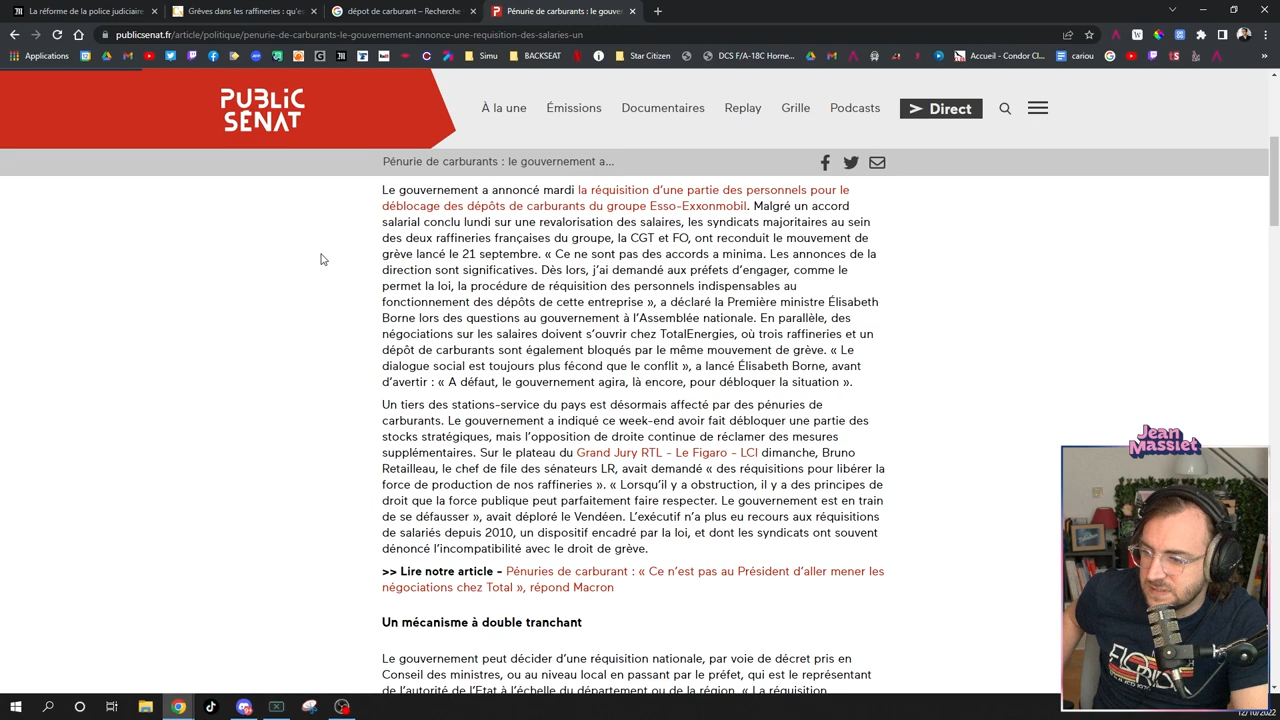 La réforme de la police judiciaire
Grèves dans les raffineries : qu'es
dépot de carburant – Recherche
Pénurie de carburants : le gouver
publicsenat.fr/article/politique/penurie-de-carburants-le-gouvernement-annonce-une-requisition-des-salaries-un
Applications
Simu
BACKSEAT
Star Citizen
DCS F/A-18C Horne...
Accueil - Condor Cl...
cariou
PUBLIC
SÉNAT
À la une
Émissions
Documentaires
Replay
Grille
Podcasts
Direct
Pénurie de carburants : le gouvernement a...
Le gouvernement a annoncé mardi la réquisition d'une partie des personnels pour le
déblocage des dépôts de carburants du groupe Esso-Exxonmobil. Malgré un accord
salarial conclu lundi sur une revalorisation des salaires, les syndicats majoritaires au sein
des deux raffineries françaises du groupe, la CGT et FO, ont reconduit le mouvement de
grève lancé le 21 septembre. « Ce ne sont pas des accords a minima. Les annonces de la
direction sont significatives. Dès lors, j'ai demandé aux préfets d'engager, comme le
permet la loi, la procédure de réquisition des personnels indispensables au
fonctionnement des dépôts de cette entreprise », a déclaré la Première ministre Élisabeth
Borne lors des questions au gouvernement à l'Assemblée nationale. En parallèle, des
négociations sur les salaires doivent s'ouvrir chez TotalEnergies, où trois raffineries et un
dépôt de carburants sont également bloqués par le même mouvement de grève. « Le
dialogue social est toujours plus fécond que le conflit », a lancé Élisabeth Borne, avant
d'avertir : « A défaut, le gouvernement agira, là encore, pour débloquer la situation ».
Un tiers des stations-service du pays est désormais affecté par des pénuries de
carburants. Le gouvernement a indiqué ce week-end avoir fait débloquer une partie des
stocks stratégiques, mais l'opposition de droite continue de réclamer des mesures
supplémentaires. Sur le plateau du Grand Jury RTL - Le Figaro - LCI dimanche, Bruno
Retailleau, le chef de file des sénateurs LR, avait demandé « des réquisitions pour libérer la
force de production de nos raffineries ». « Lorsqu'il y a obstruction, il y a des principes de
droit que la force publique peut parfaitement faire respecter. Le gouvernement est en train
de se défausser », avait déploré le Vendéen. L'exécutif n'a plus eu recours aux réquisitions
de salariés depuis 2010, un dispositif encadré par la loi, et dont les syndicats ont souvent
dénoncé l'incompatibilité avec le droit de grève.
>> Lire notre article - Pénuries de carburant : « Ce n'est pas au Président d'aller mener les
négociations chez Total », répond Macron
Un mécanisme à double tranchant
Le gouvernement peut décider d'une réquisition nationale, par voie de décret pris en
Conseil des ministres, ou au niveau local en passant par le préfet, qui est le représentant
de l'autorité de l'Etat à l'échelle du département ou de la région. « La réquisition
Jean
Massiet
12/10/2022